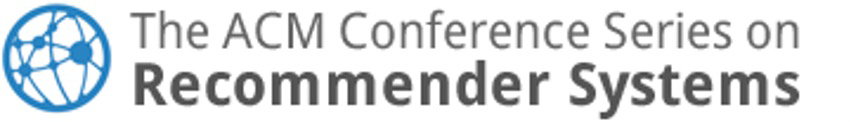 The ACM Conference Series on
Recommender Systems